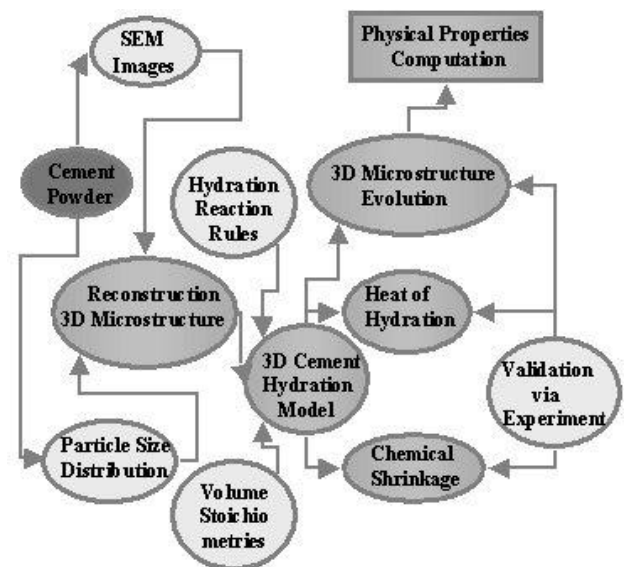 SEM
Images
Physical Properties
Computation
Cement
Powder
Hydration
Reaction
Rules
3D Microstructure
Evolution
Reconstruction
3D Microstructure
Heat of
Hydration
3D Cement
Hydration
Model
Validation
via
Experiment
Particle Size
Distribution
Chemical
Shrinkage
Volume
Stoichio
metries